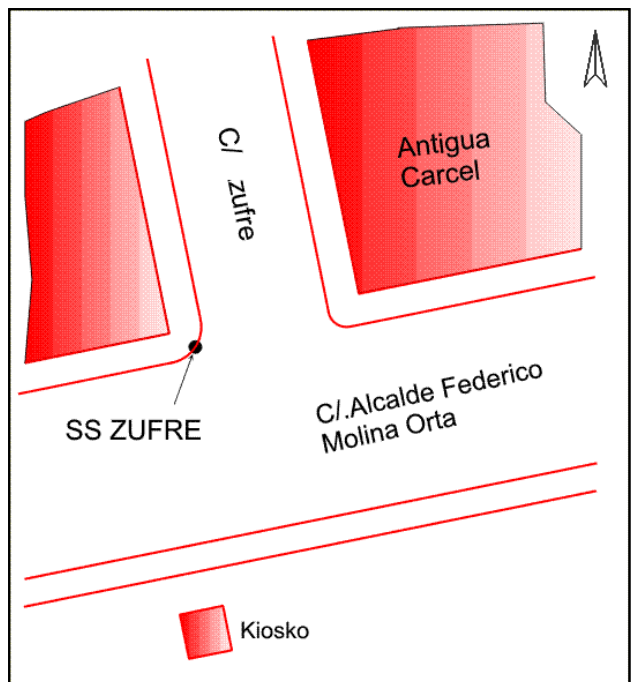 Antigua
Carcel
C/ .zufre
SS ZUFRE
C/.Alcalde Federico
Molina Orta
Kiosko